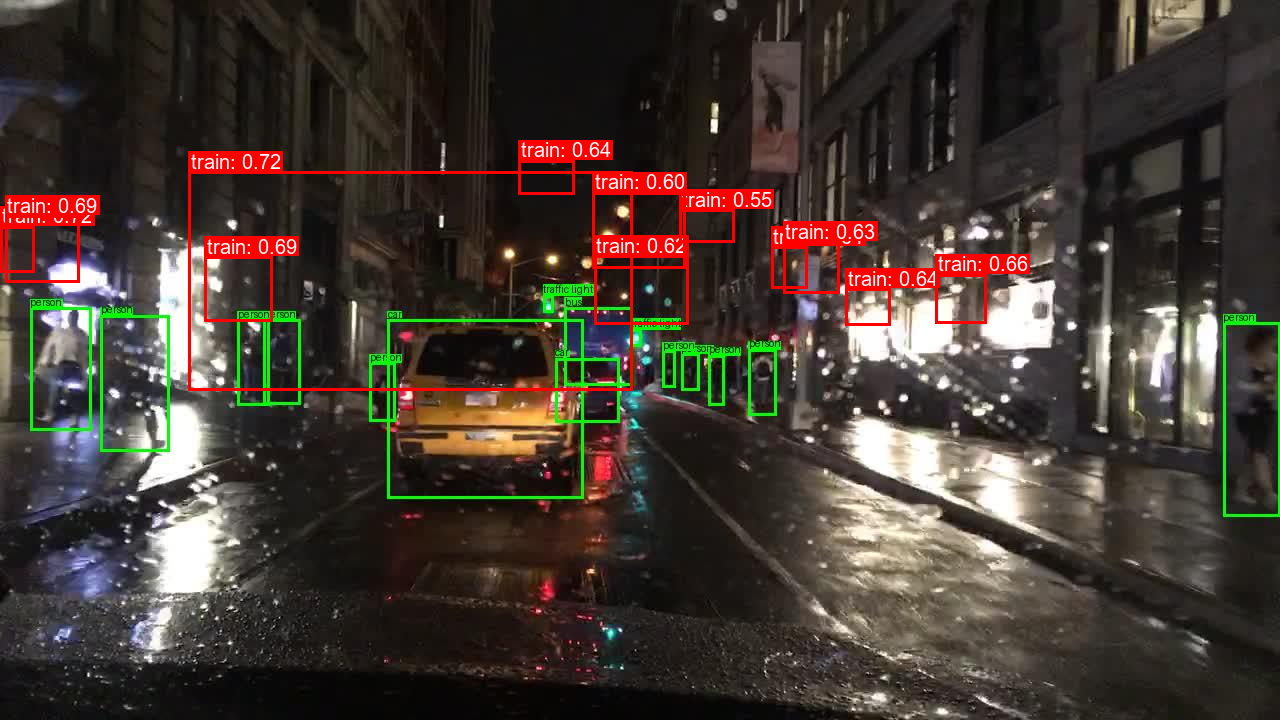 train: 0.64
train: 0.72
train: 0.60
train: 0.55
train: 0.69
train: 0.63
train: 0.62
train: 0.69
train: 0.66
train: 0.64
traffic light
person
bus
person
car
person
person
person
person
person
car
person